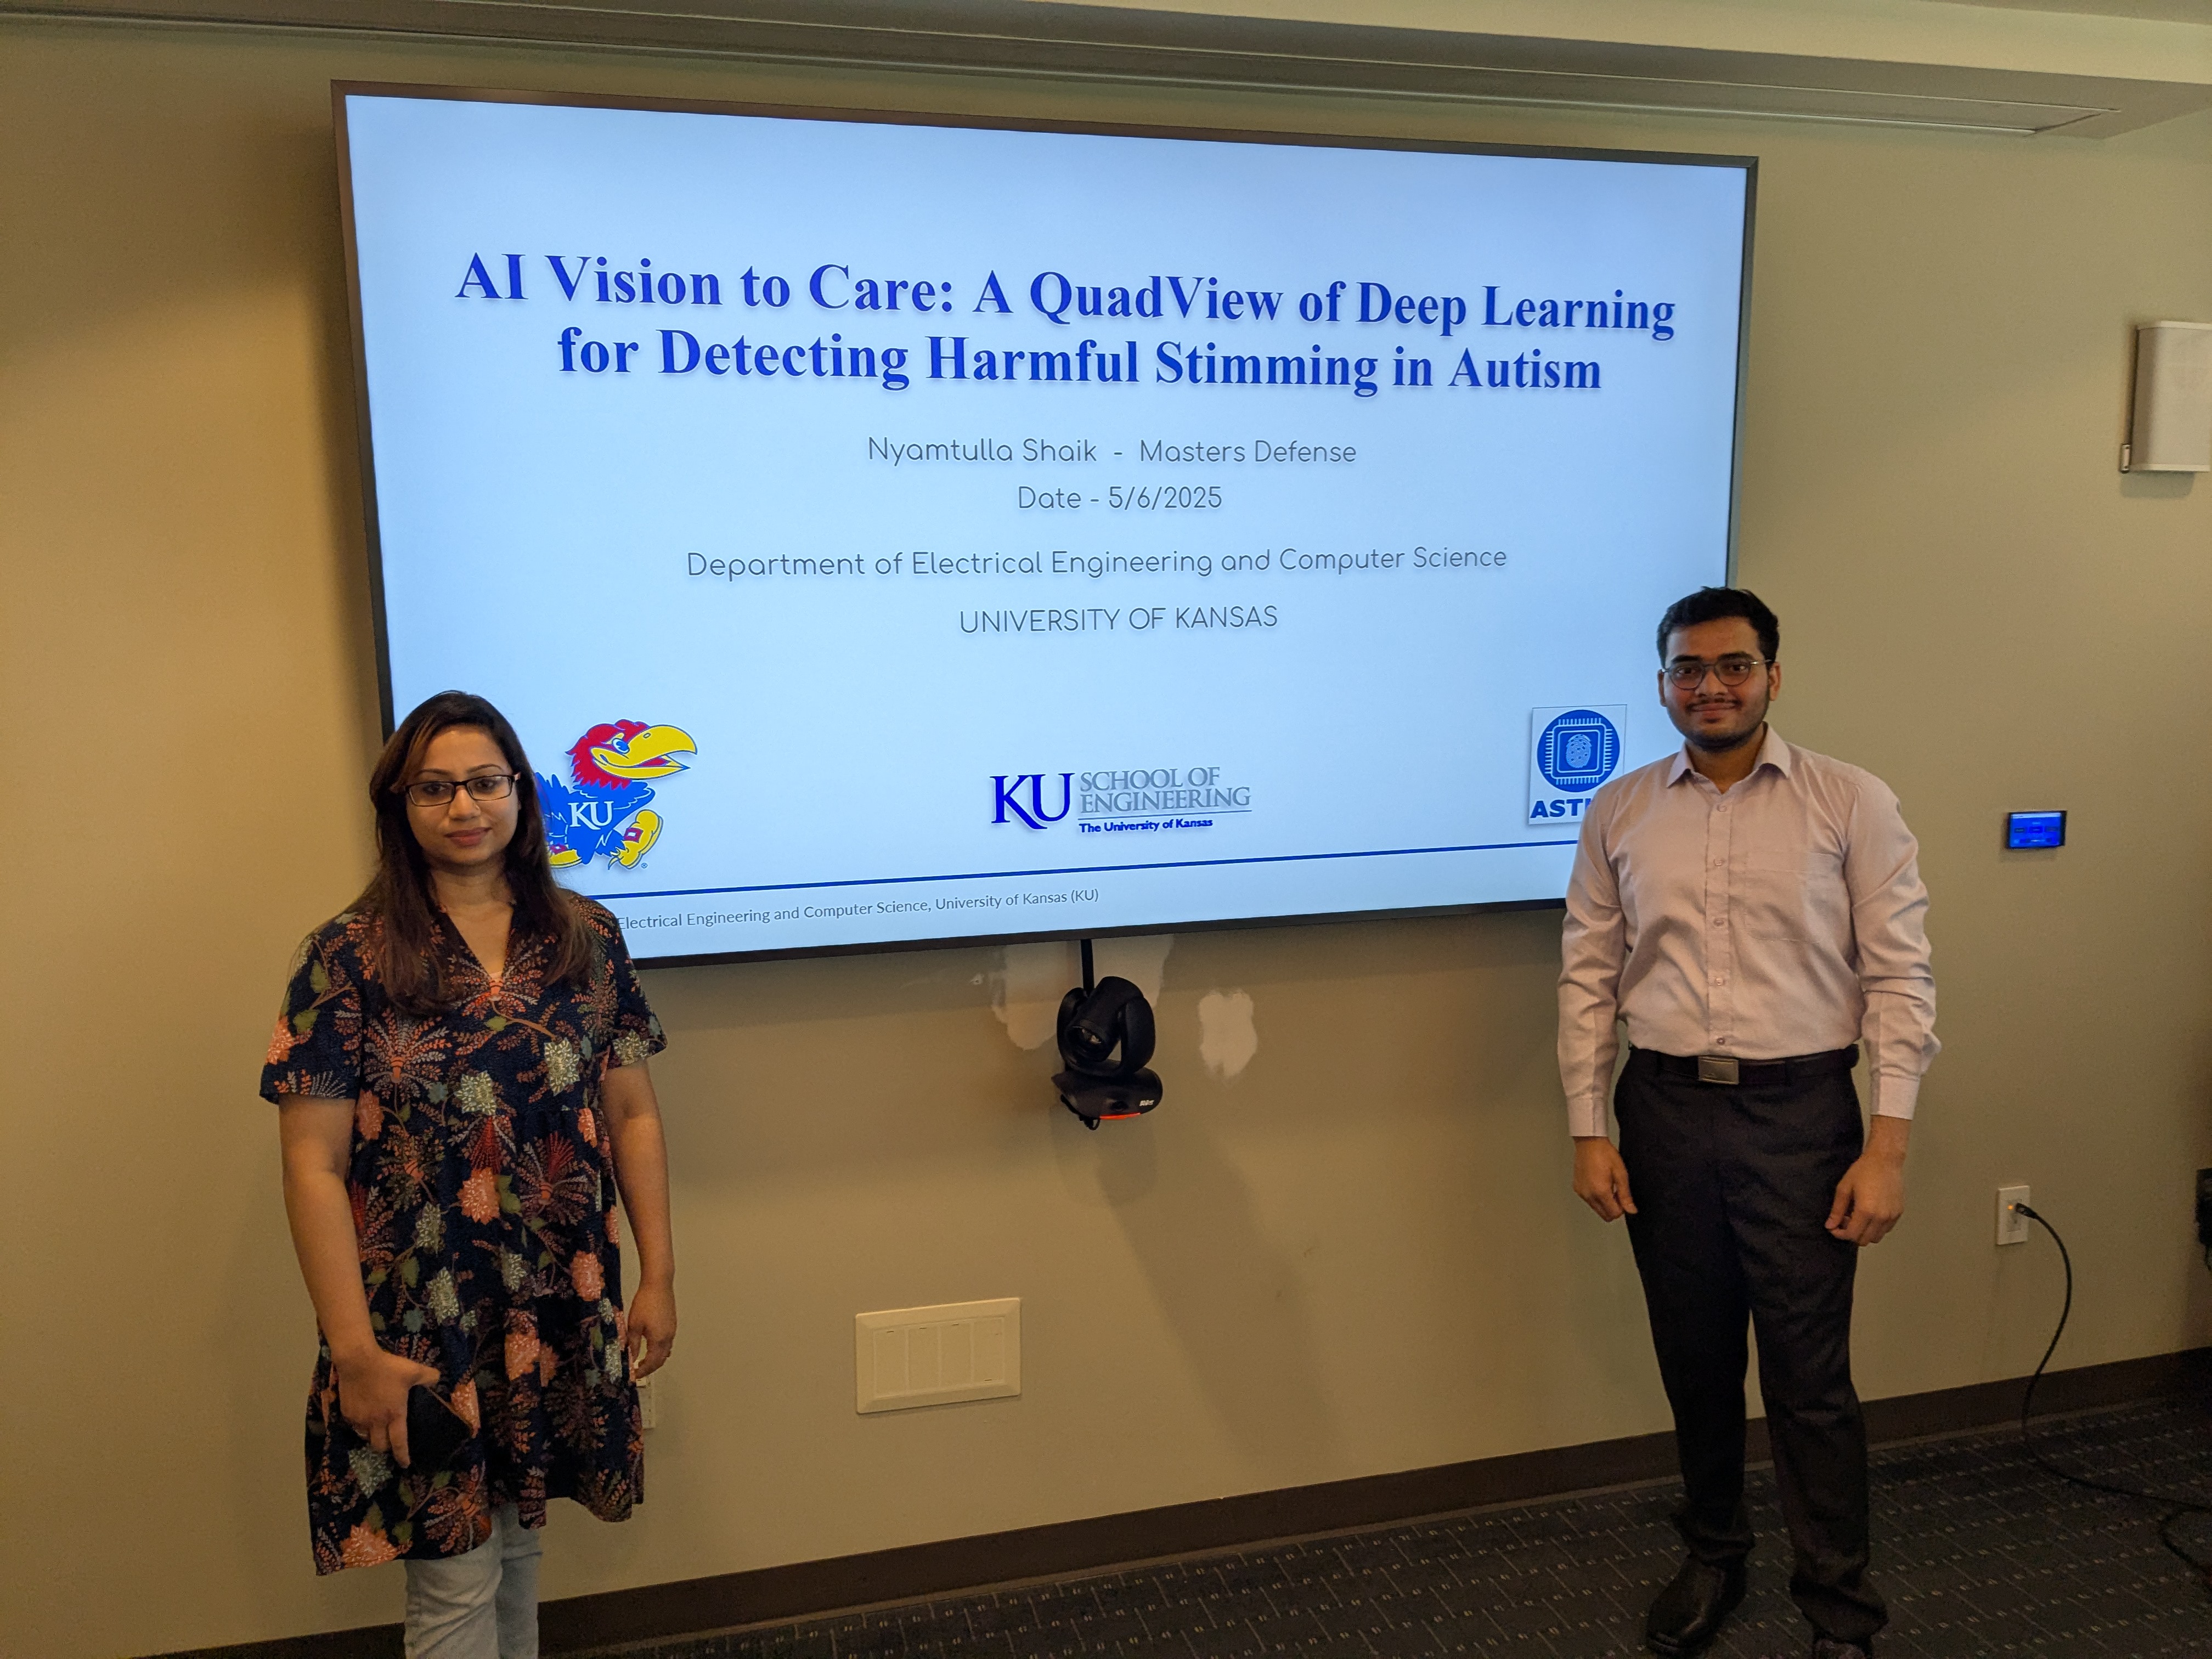 AI Vision to Care: A QuadView of Deep Learning
for Detecting Harmful Stimming in Autism
Nyamtulla Shaik - Masters Defense
Date - 5/6/2025
Department of Electrical Engineering and Computer Science
UNIVERSITY OF KANSAS
KU
KU SCHOOL OF
ENGINEERING
The University of Kansas
Electrical Engineering and Computer Science, University of Kansas (KU)